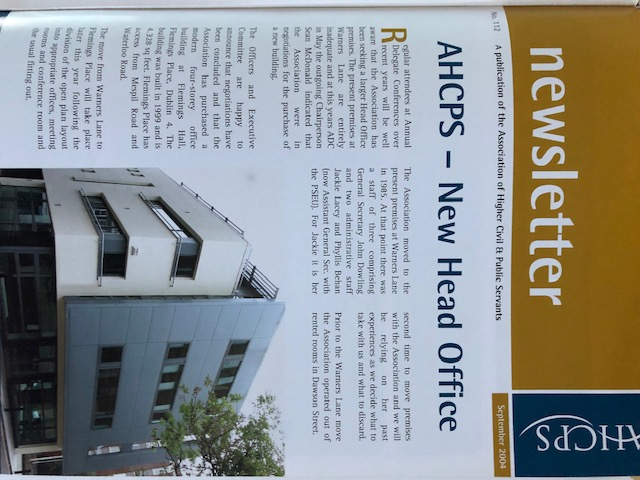 newsletter
AHCPS
No. 117
A publication of the Association of Higher Civil & Public Servants
September 2004
AHCPS – New Head Office
Regular attendees at Annual
Delegate Conferences over
recent years will be well
aware that the Association has
been seeking a larger Head Office
premises. The present premises at
Warners Lane are entirely
inadequate and at this years ADC
in May the outgoing Chairperson
Sean McDonald indicated that
the Association were in
negotiations for the purchase of
a new building.
The Officers and Executive
Committee are happy to
announce that negotiations have
been concluded and that the
Association has purchased a
modern four-storey office
building at Flemings Hall,
Flemings Place, Dublin 4. The
building was built in 1999 and is
4,328 sq feet. Flemings Place has
access from Mespil Road and
Waterloo Road.
The move from Warners Lane to
Flemings Place will take place
later this year following the
division of the open plan layout
into appropriate offices, meeting
rooms and conference room and
the usual fitting out.
The Association moved to the
present premises at Warners Lane
in 1985. At that point there was
a staff of three comprising
General Secretary John Dowling
and two administrative staff
Jackie Lacey and Phyllis Behan
(now Assistant General Sec. with
the PSEU). For Jackie it is her
second time to move premises
with the Association and we will
be relying on her past
experiences as we decide what to
take with us and what to discard.
Prior to the Warners Lane move
the Association operated out of
rented rooms in Dawson Street.